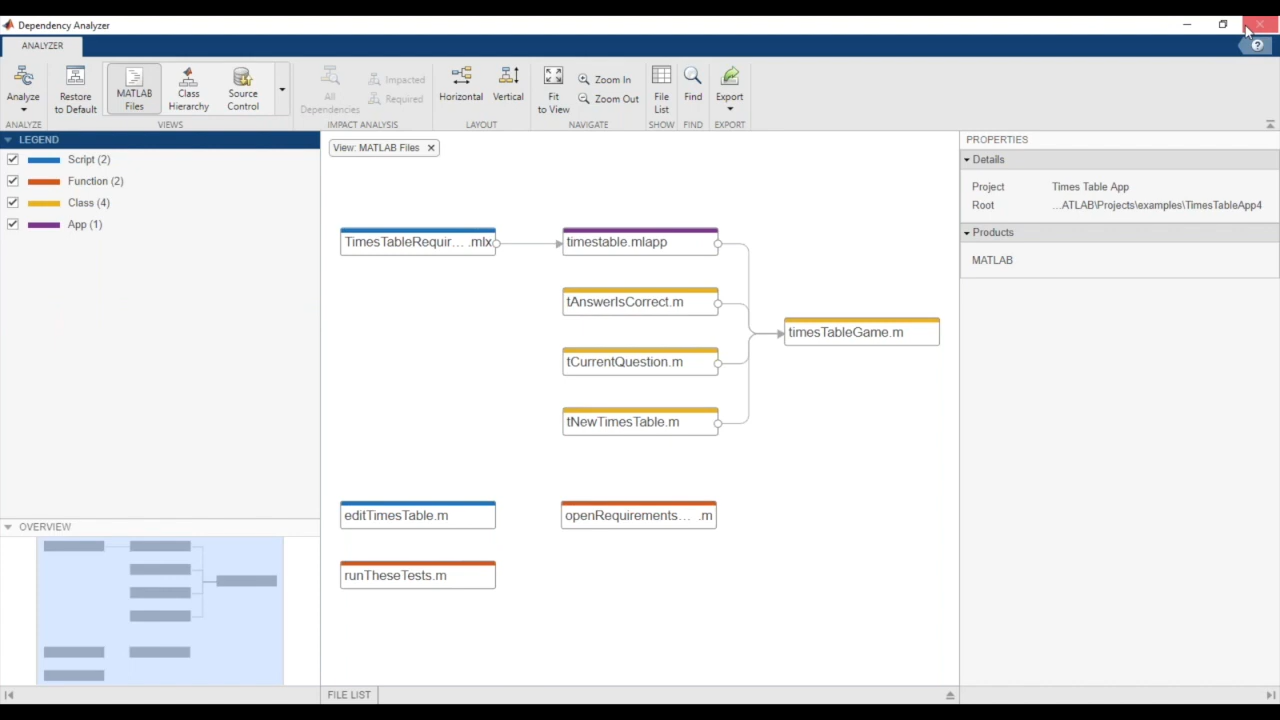 Dependency Analyzer
ANALYZER
?
Analyze
Restore
to Default
MATLAB
Files
Class
Hierarchy
Source
Control
All
Dependencies
Impacted
Required
Horizontal
Vertical
Fit
to View
Zoom In
Zoom Out
File
List
Find
Export
ANALYZE
VIEWS
IMPACT ANALYSIS
LAYOUT
NAVIGATE
SHOW
FIND
EXPORT
LEGEND
Script (2)
Function (2)
Class (4)
App (1)
View: MATLAB Files
TimesTableRequir... .mlx
timestable.mlapp
tAnswerIsCorrect.m
timesTableGame.m
tCurrentQuestion.m
tNewTimesTable.m
editTimesTable.m
openRequirements... .m
runTheseTests.m
PROPERTIES
Details
Project Times Table App
Root ...ATLAB\Projects\examples\TimesTableApp4
Products
MATLAB
OVERVIEW
FILE LIST